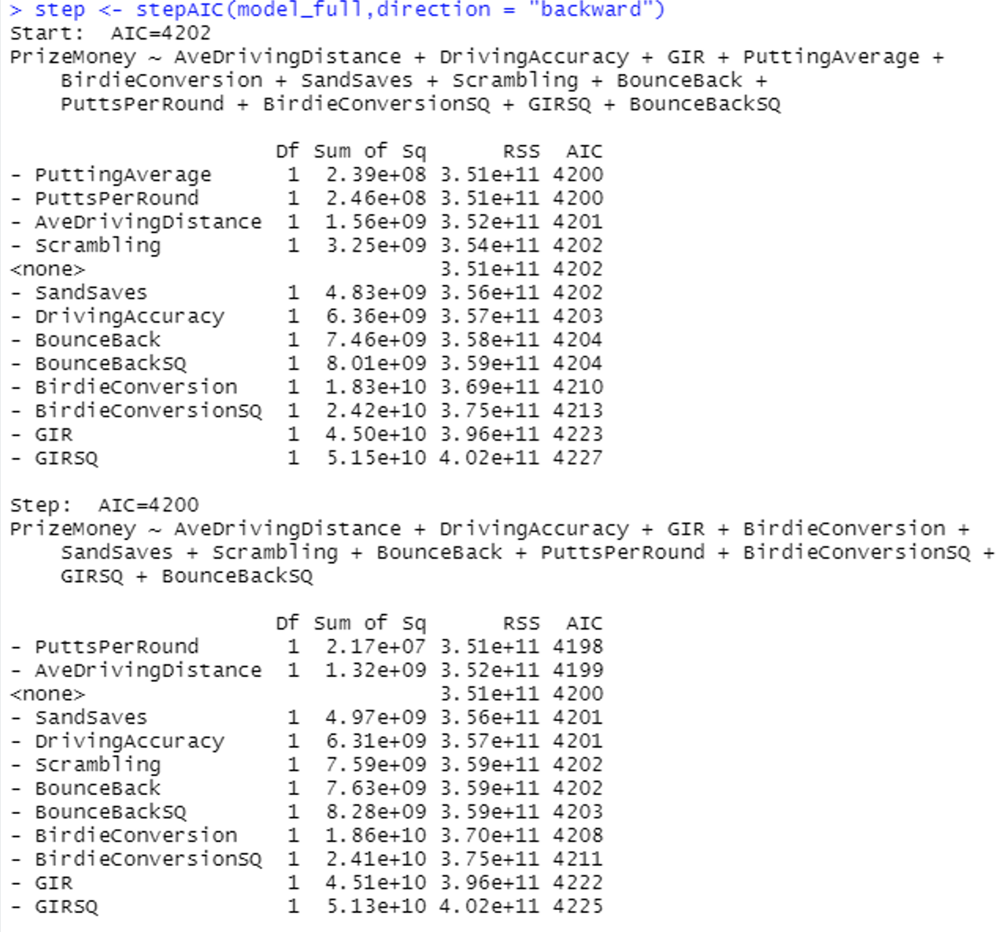 > step <- stepAIC(model_full,direction = "backward")
Start:  AIC=4202
PrizeMoney ~ AveDrivingDistance + DrivingAccuracy + GIR + PuttingAverage +
    BirdieConversion + SandSaves + Scrambling + BounceBack +
    PuttsPerRound + BirdieConversionSQ + GIRSQ + BounceBackSQ

                     Df Sum of Sq      RSS  AIC
- PuttingAverage      1  2.39e+08 3.51e+11 4200
- PuttsPerRound       1  2.46e+08 3.51e+11 4200
- AveDrivingDistance  1  1.56e+09 3.52e+11 4201
- Scrambling          1  3.25e+09 3.54e+11 4202
<none>                            3.51e+11 4202
- SandSaves           1  4.83e+09 3.56e+11 4202
- DrivingAccuracy     1  6.36e+09 3.57e+11 4203
- BounceBack          1  7.46e+09 3.58e+11 4204
- BounceBackSQ        1  8.01e+09 3.59e+11 4204
- BirdieConversion    1  1.83e+10 3.69e+11 4210
- BirdieConversionSQ  1  2.42e+10 3.75e+11 4213
- GIR                 1  4.50e+10 3.96e+11 4223
- GIRSQ               1  5.15e+10 4.02e+11 4227

Step:  AIC=4200
PrizeMoney ~ AveDrivingDistance + DrivingAccuracy + GIR + BirdieConversion +
    SandSaves + Scrambling + BounceBack + PuttsPerRound + BirdieConversionSQ +
    GIRSQ + BounceBackSQ

                     Df Sum of Sq      RSS  AIC
- PuttsPerRound       1  2.17e+07 3.51e+11 4198
- AveDrivingDistance  1  1.32e+09 3.52e+11 4199
<none>                            3.51e+11 4200
- SandSaves           1  4.97e+09 3.56e+11 4201
- DrivingAccuracy     1  6.31e+09 3.57e+11 4201
- Scrambling          1  7.59e+09 3.59e+11 4202
- BounceBack          1  7.63e+09 3.59e+11 4202
- BounceBackSQ        1  8.28e+09 3.59e+11 4203
- BirdieConversion    1  1.86e+10 3.70e+11 4208
- BirdieConversionSQ  1  2.41e+10 3.75e+11 4211
- GIR                 1  4.51e+10 3.96e+11 4222
- GIRSQ               1  5.13e+10 4.02e+11 4225